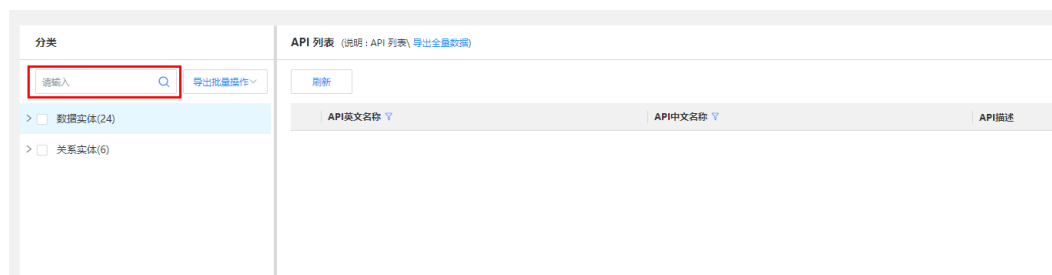 分类
API 列表 (说明 : API 列表\ 导出全量数据)
请输入
导出批量操作
刷新
API英文名称
API中文名称
API描述
数据实体(24)
关系实体(6)